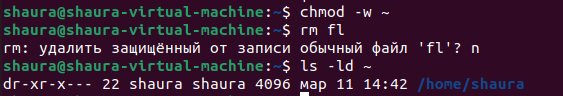 shaura@shaura-virtual-machine:~$ chmod -w ~
shaura@shaura-virtual-machine:~$ rm fl
rm: удалить защищённый от записи обычный файл 'fl'? n
shaura@shaura-virtual-machine:~$ ls -ld ~
dr-xr-x--- 22 shaura shaura 4096 мар 11 14:42 /home/shaura